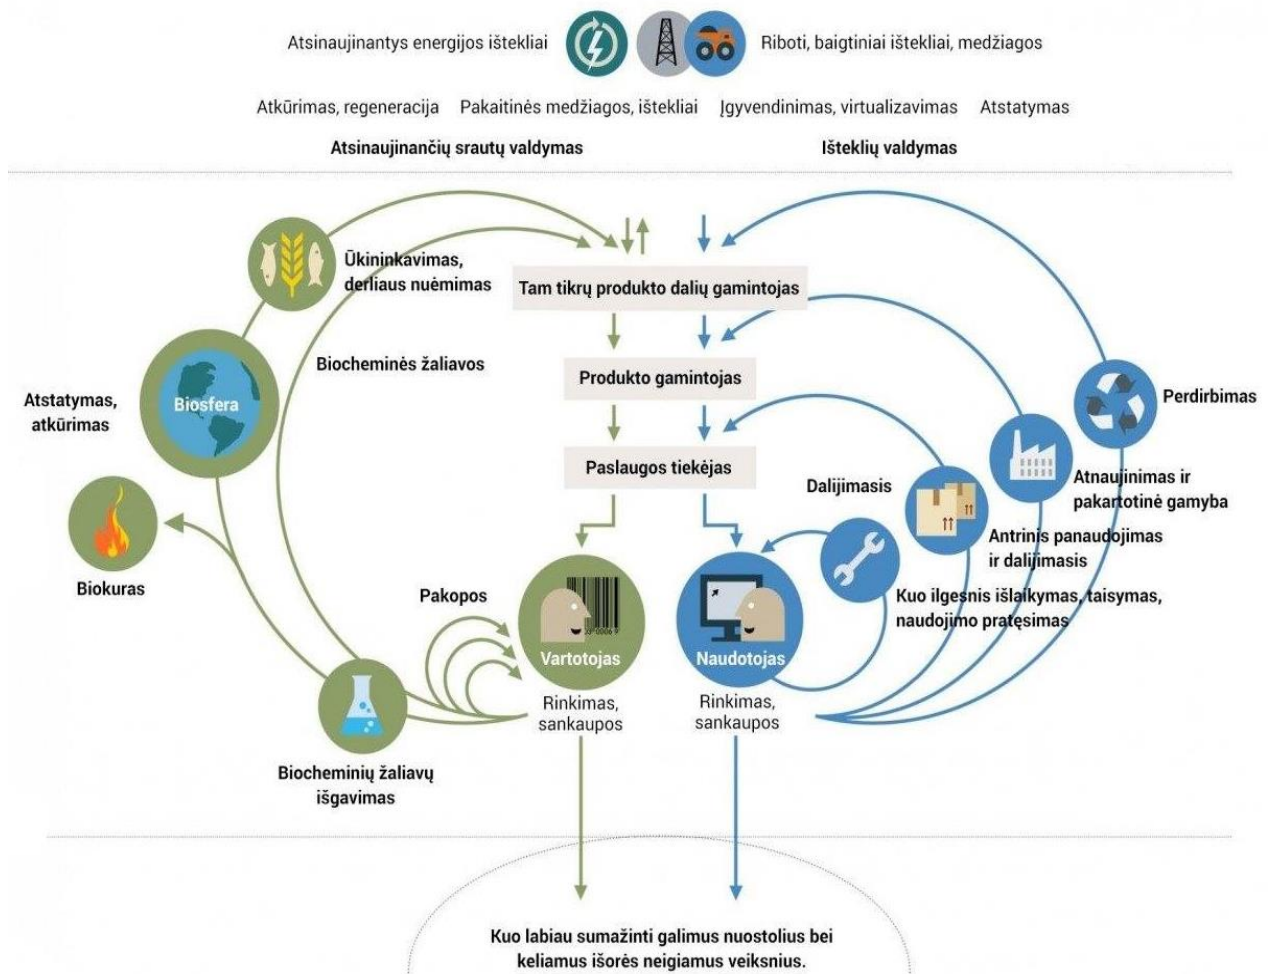 Atsinaujinantys energijos ištekliai
Riboti, baigtiniai ištekliai, medžiagos
Atkūrimas, regeneracija
Pakaitinės medžiagos, ištekliai
Įgyvendinimas, virtualizavimas
Atstatymas
Atsinaujinančių srautų valdymas
Išteklių valdymas
Ūkininkavimas,
derliaus nuėmimas
Tam tikrų produkto dalių gamintojas
Biocheminės žaliavos
Produkto gamintojas
Perdirbimas
Atstatymas,
atkūrimas
Biosfera
Paslaugos tiekėjas
Dalijimasis
Atnaujinimas ir
pakartotinė gamyba
Antrinis panaudojimas
ir dalijimasis
Biokuras
Pakopos
Kuo ilgesnis išlaikymas, taisymas,
naudojimo pratęsimas
Vartotojas
Naudotojas
Rinkimas,
sankaupos
Rinkimas,
sankaupos
Biocheminių žaliavų
išgavimas
Kuo labiau sumažinti galimus nuostolius bei
keliamus išorės neigiamus veiksnius.